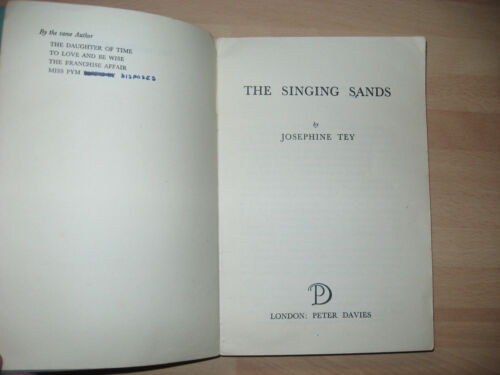 By the same Author
THE DAUGHTER OF TIME
TO LOVE AND BE WISE
THE FRANCHISE AFFAIR
MISS PYM DISPOSES
THE SINGING SANDS
by
JOSEPHINE TEY
PD
LONDON: PETER DAVIES